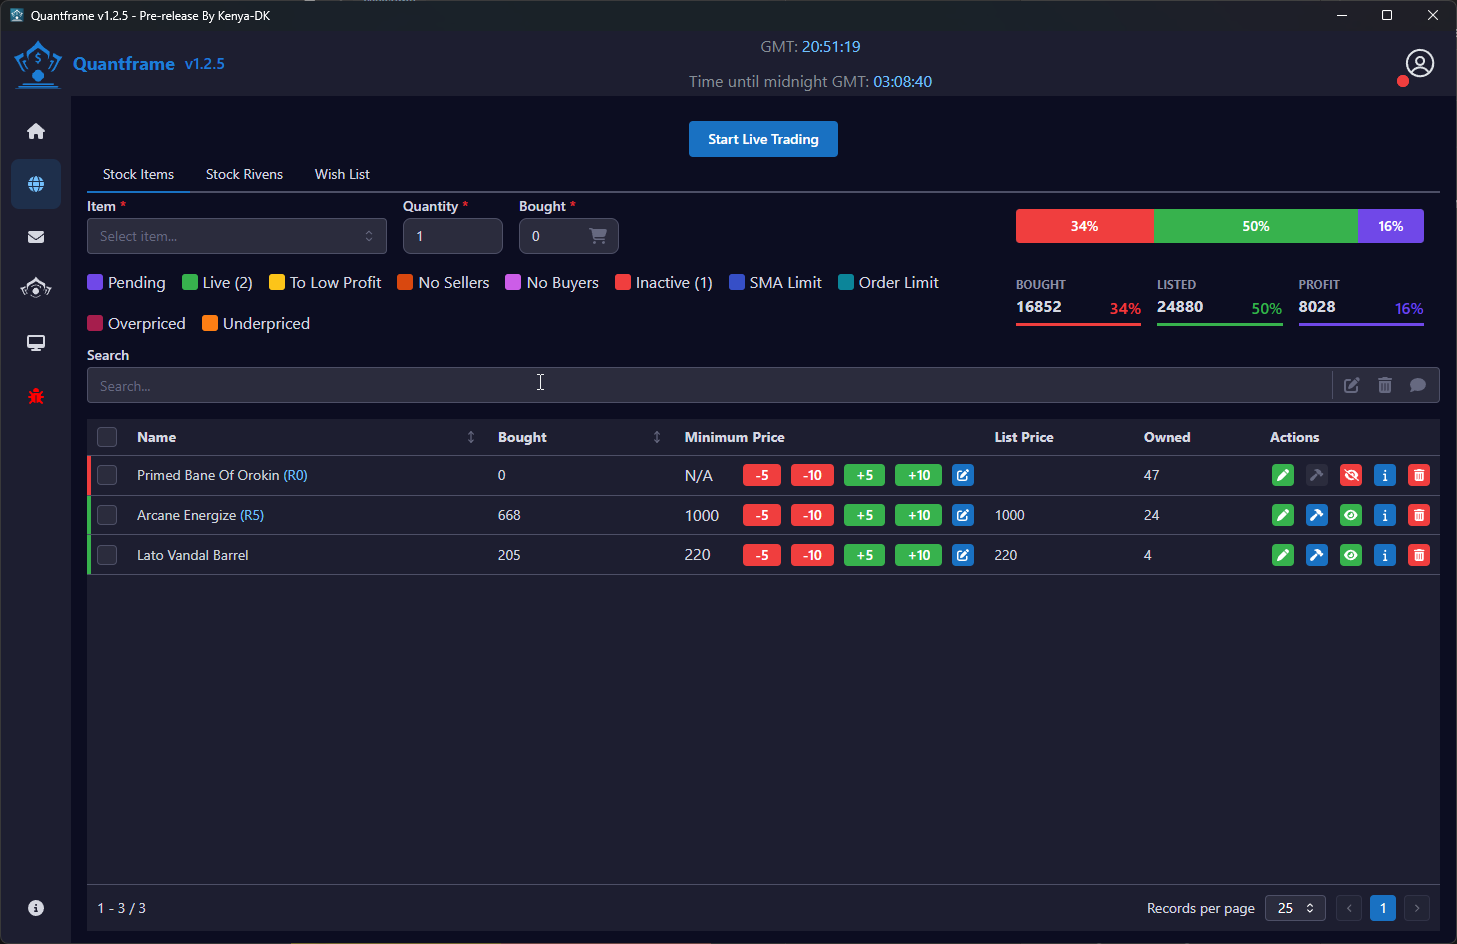 Quantframe v1.2.5 - Pre-release By Kenya-DK
GMT: 20:51:19
Quantframe v1.2.5
Time until midnight GMT: 03:08:40
Start Live Trading
Stock Items Stock Rivens Wish List
Item * Quantity * Bought *
Select item... 1 0
34% 50% 16%
Pending Live (2) To Low Profit No Sellers No Buyers Inactive (1) SMA Limit Order Limit
Overpriced Underpriced
BOUGHT LISTED PROFIT
16852 34% 24880 50% 8028 16%
Search
Search...
Name Bought Minimum Price List Price Owned Actions
Primed Bane Of Orokin (R0) 0 N/A -5 -10 +5 +10 47
Arcane Energize (R5) 668 1000 -5 -10 +5 +10 1000 24
Lato Vandal Barrel 205 220 -5 -10 +5 +10 220 4
1 - 3 / 3 Records per page 25 1